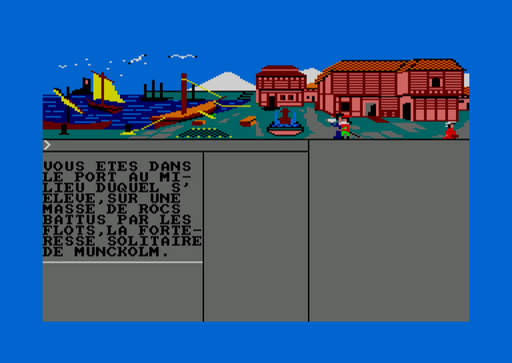 >
VOUS ETES DANS
LE PORT AU MI-
LIEU DUQUEL S'
ELEVE,SUR UNE
MASSE DE ROCS
BATTUS PAR LES
FLOTS,LA FORTE-
RESSE SOLITAIRE
DE MUNCKOLM.